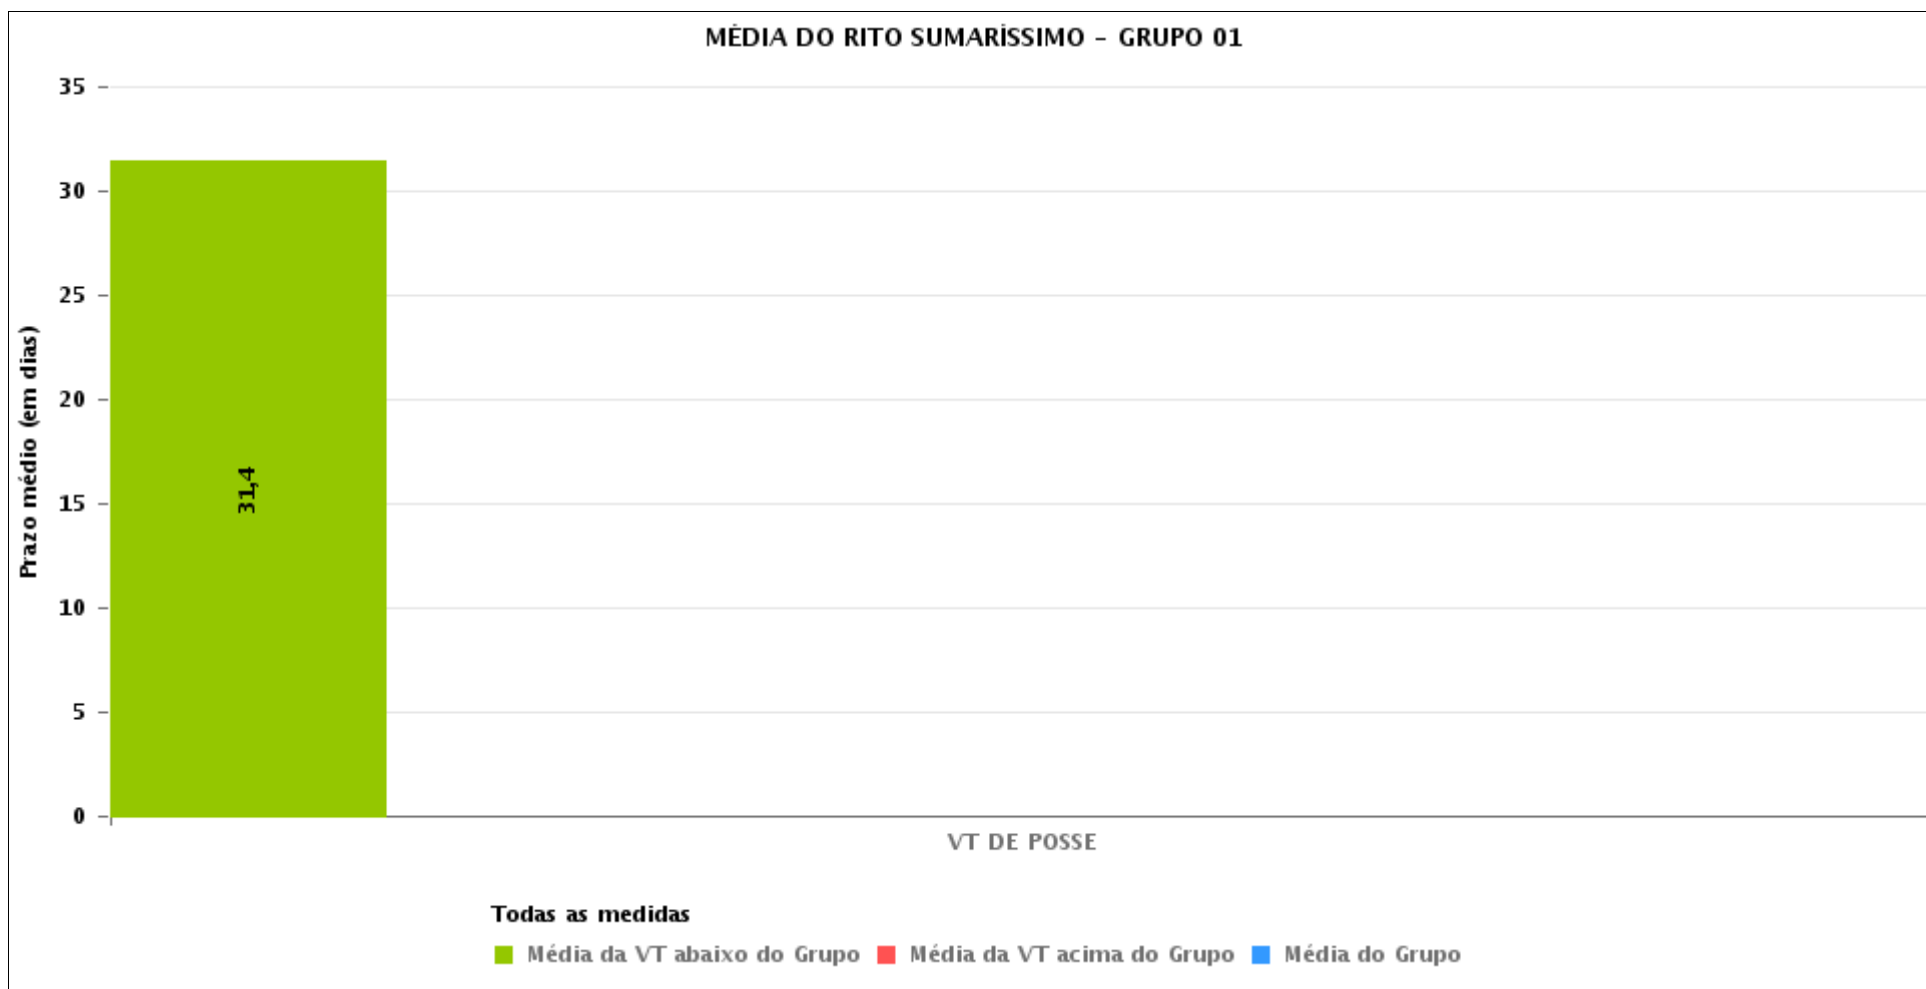 MÉDIA DO RITO SUMARÍSSIMO - GRUPO 01
35
30
25
20
15
10
5
0
Prazo médio (em dias)
31,4
VT DE POSSE
Todas as medidas
Média da VT abaixo do Grupo
Média da VT acima do Grupo
Média do Grupo